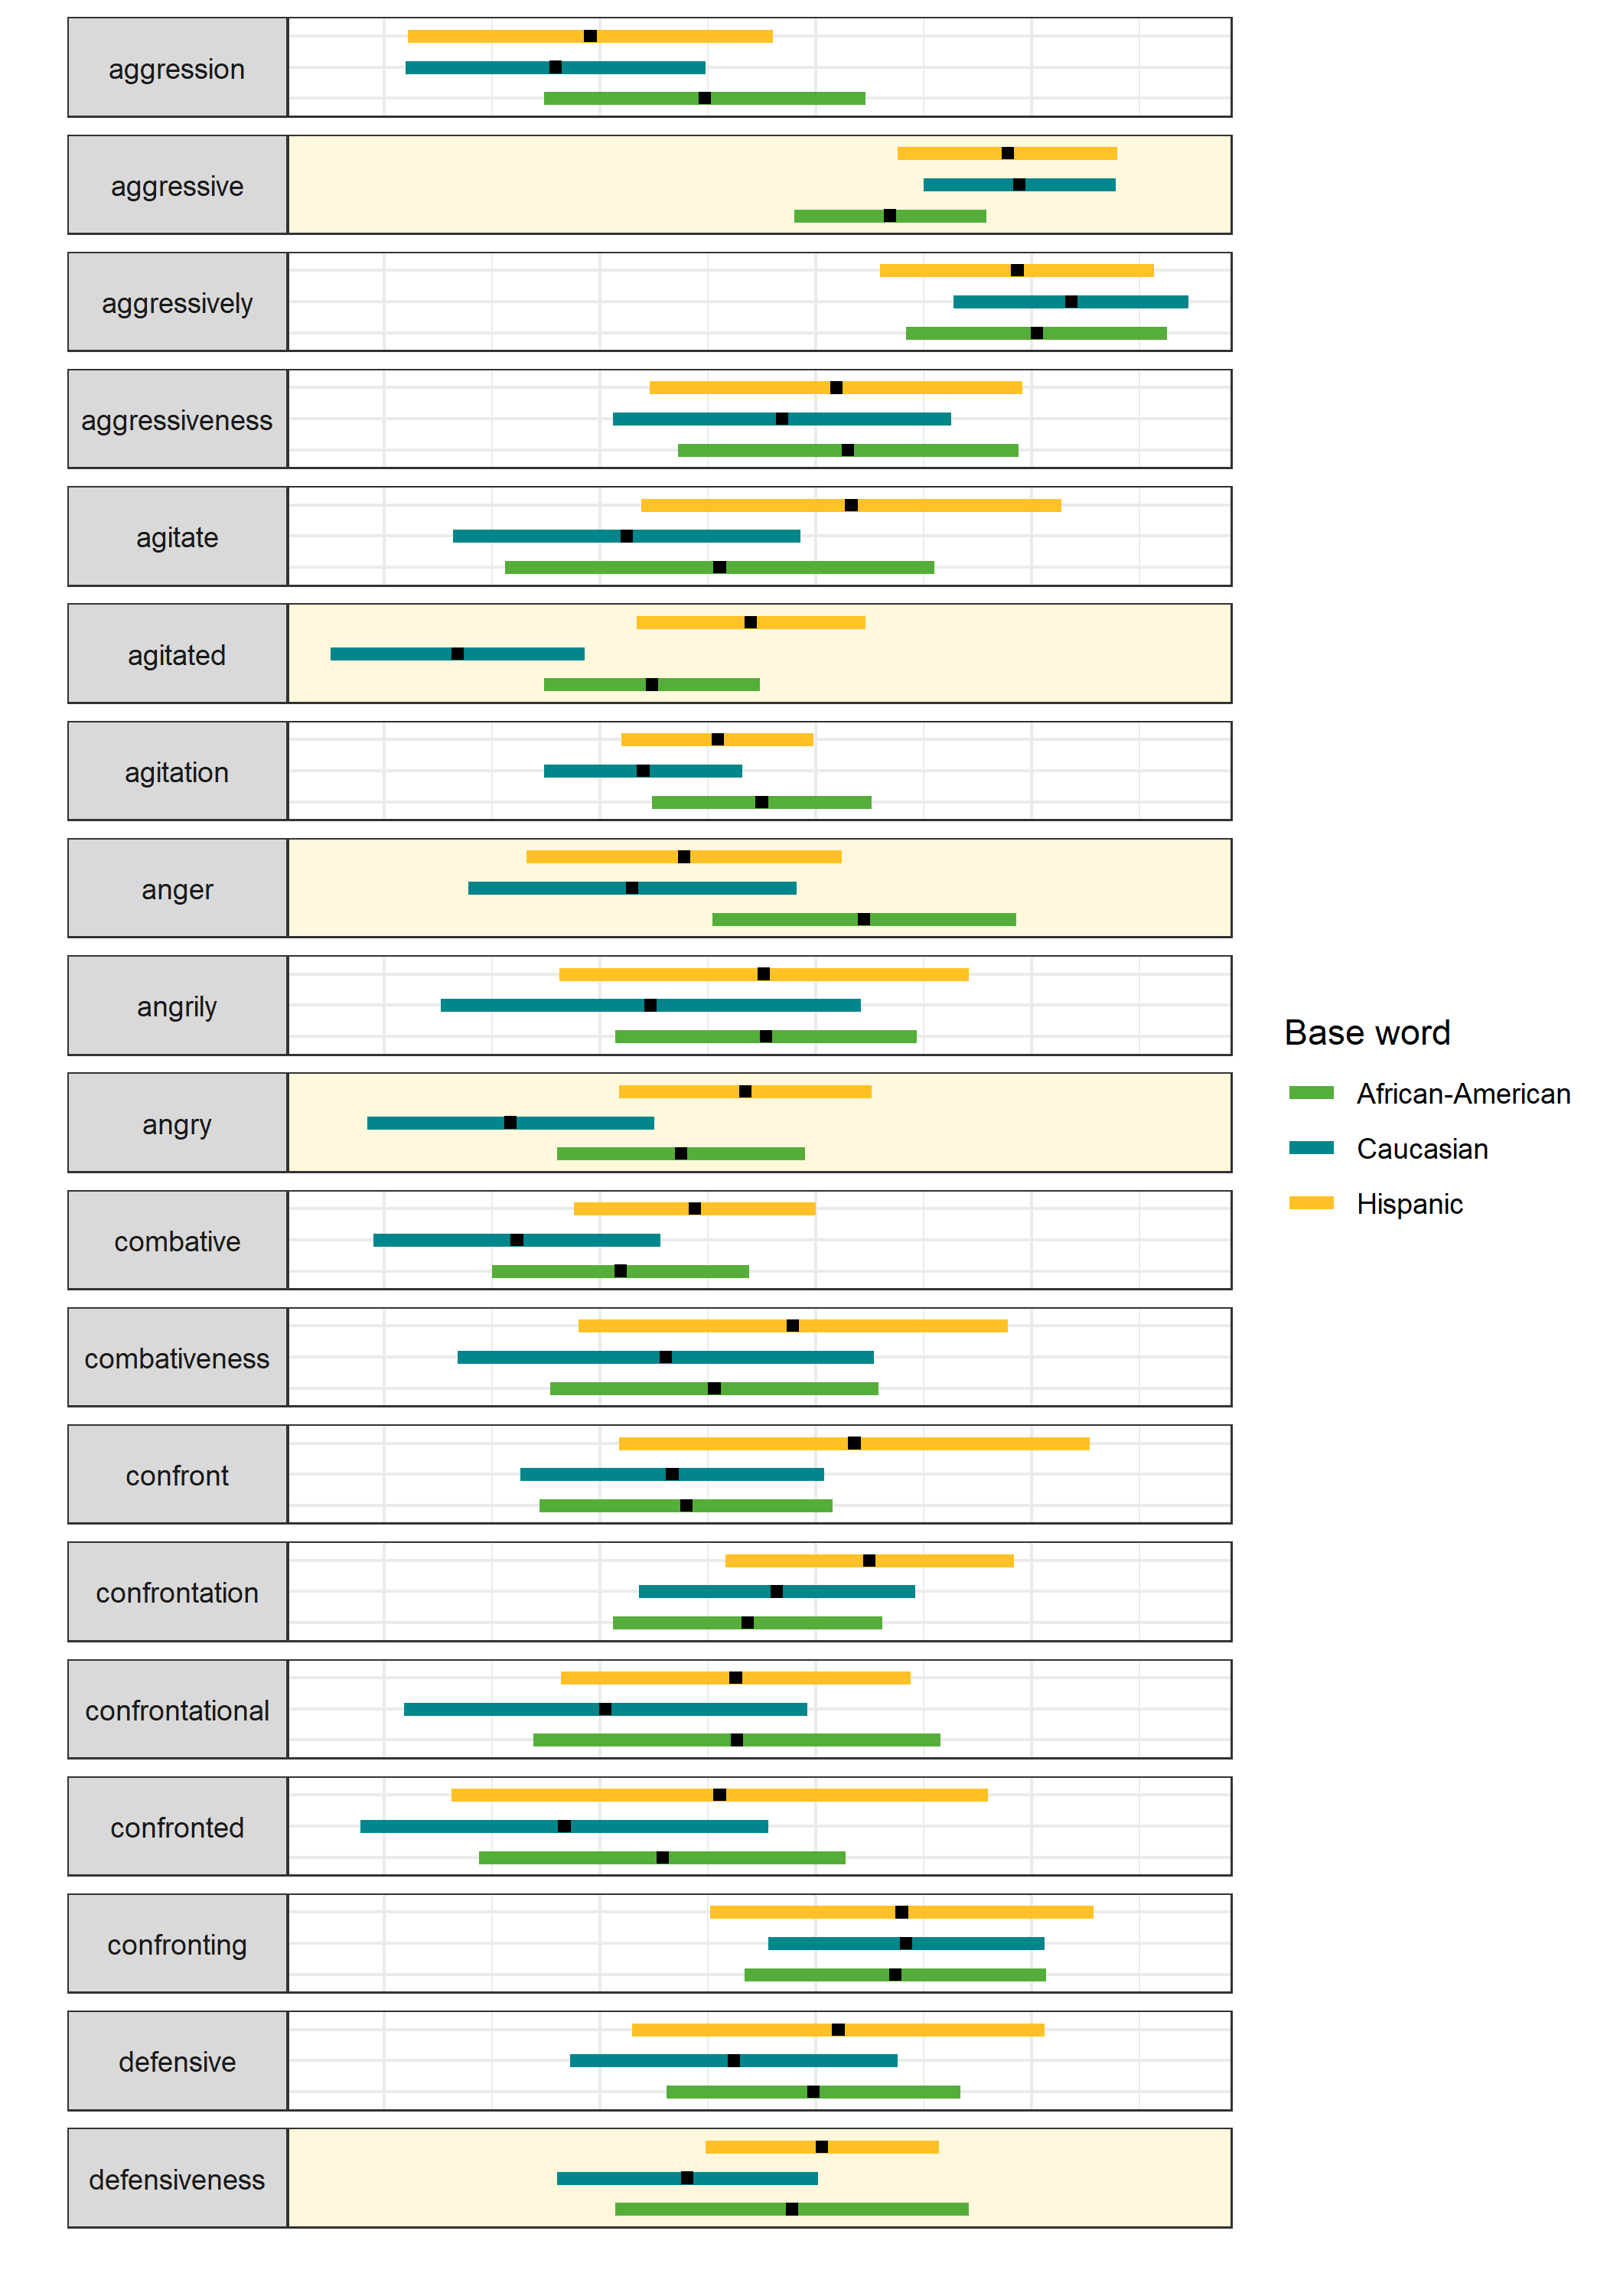 aggression
aggressive
aggressively
aggressiveness
agitate
agitated
agitation
anger
angrily
angry
combative
combativeness
confront
confrontation
confrontational
confronted
confronting
defensive
defensiveness
Base word
African-American
Caucasian
Hispanic